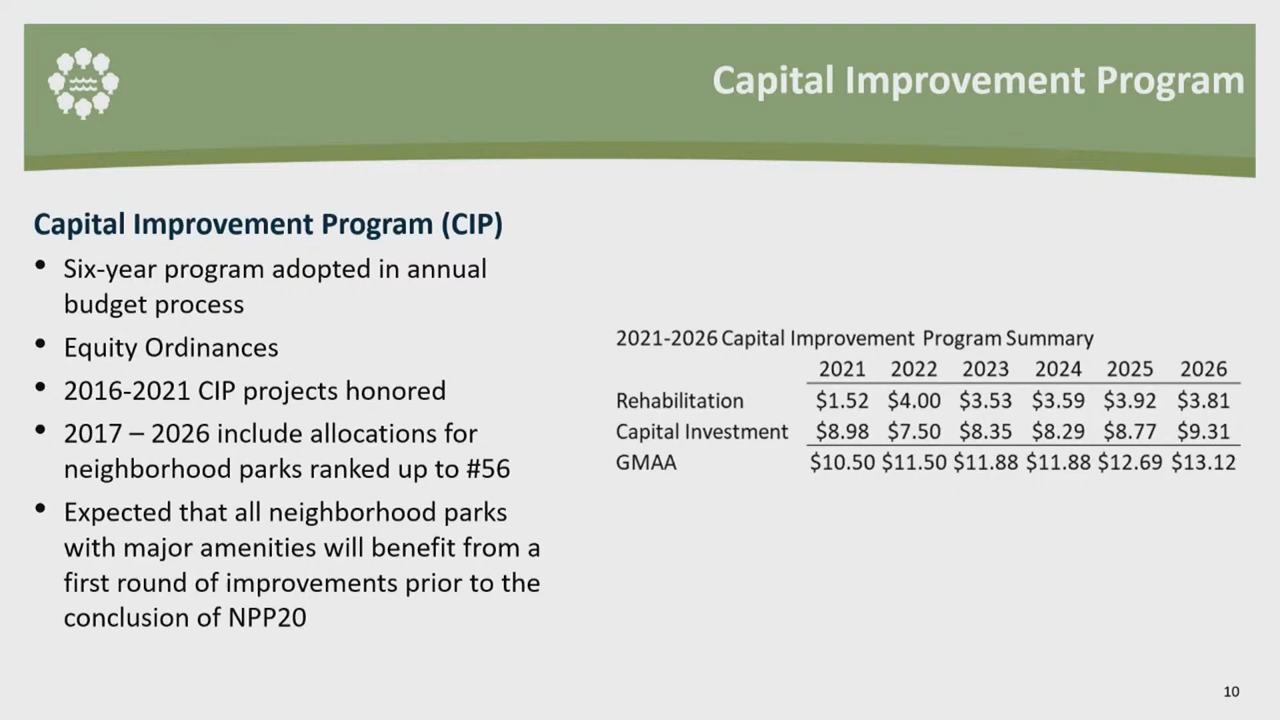 Capital Improvement Program
Capital Improvement Program (CIP)
• Six-year program adopted in annual
budget process
• Equity Ordinances
• 2016-2021 CIP projects honored
• 2017 – 2026 include allocations for
neighborhood parks ranked up to #56
• Expected that all neighborhood parks
with major amenities will benefit from a
first round of improvements prior to the
conclusion of NPP20
2021-2026 Capital Improvement Program Summary
2021 2022 2023 2024 2025 2026
Rehabilitation $1.52 $4.00 $3.53 $3.59 $3.92 $3.81
Capital Investment $8.98 $7.50 $8.35 $8.29 $8.77 $9.31
GMAA $10.50 $11.50 $11.88 $11.88 $12.69 $13.12
10